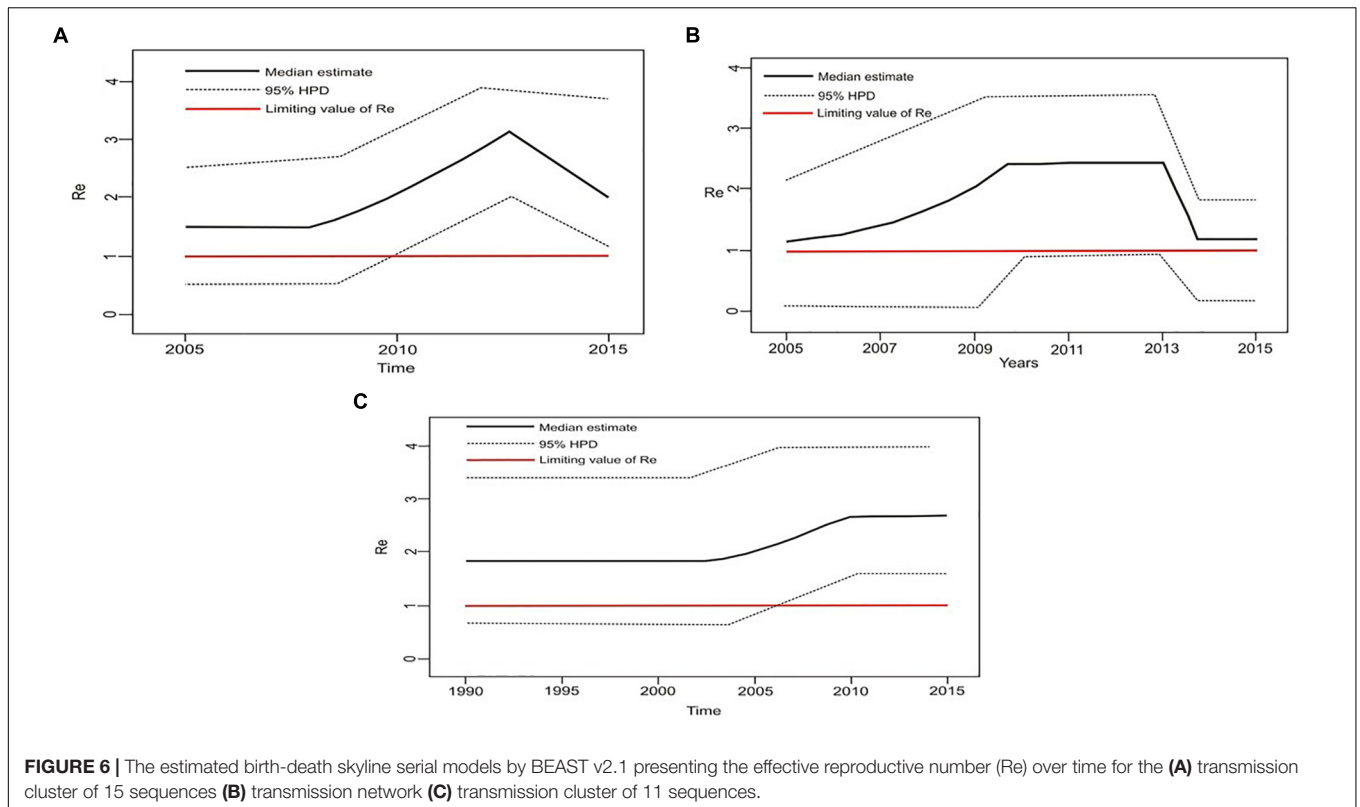 A
Median estimate
95% HPD
Limiting value of Re
Re
4
3
2
1
0
2005
2010
2015
Time
B
Median estimate
95% HPD
Limiting value of Re
Re
4
3
2
1
0
2005
2007
2009
2011
2013
2015
Years
C
Median estimate
95% HPD
Limiting value of Re
Re
4
3
2
1
0
1990
1995
2000
2005
2010
2015
Time
FIGURE 6 | The estimated birth-death skyline serial models by BEAST v2.1 presenting the effective reproductive number (Re) over time for the (A) transmission
cluster of 15 sequences (B) transmission network (C) transmission cluster of 11 sequences.